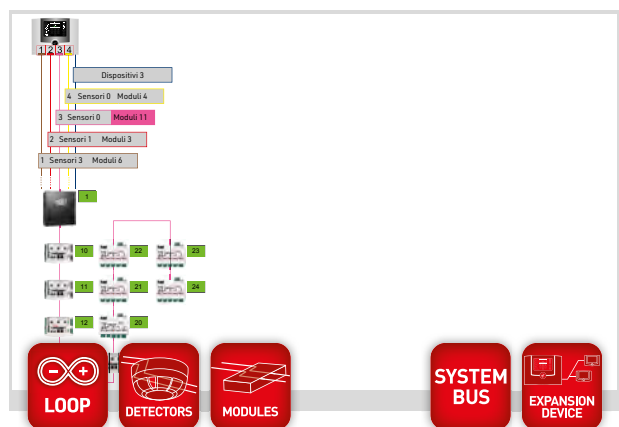 1 2 3 4
Dispositivi 3
4 Sensori 0 Moduli 4
3 Sensori 0 Moduli 11
2 Sensori 1 Moduli 3
1 Sensori 3 Moduli 6
1
10 22 23
11 21 24
12 20
LOOP
DETECTORS
MODULES
SYSTEM
BUS
EXPANSION
DEVICE